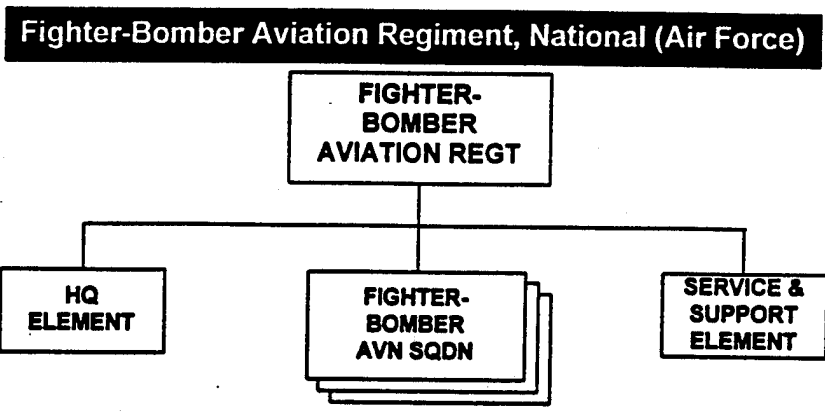 Fighter-Bomber Aviation Regiment, National (Air Force)
FIGHTER-
BOMBER
AVIATION REGT
HQ
ELEMENT
FIGHTER-
BOMBER
AVN SQDN
SERVICE &
SUPPORT
ELEMENT